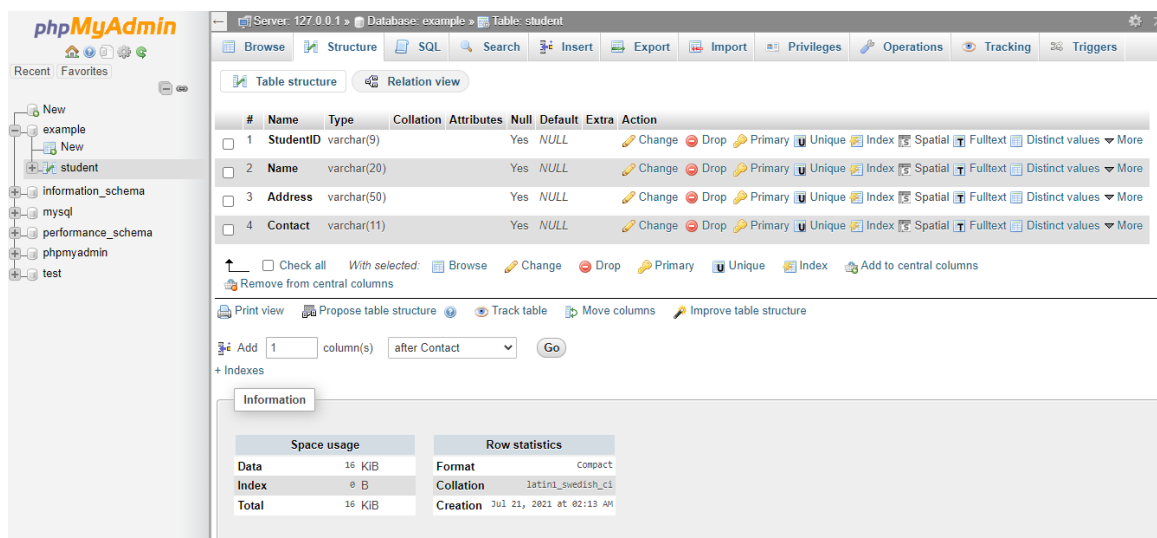 phpMyAdmin
Recent Favorites
New
example
New
student
information_schema
mysql
performance_schema
phpmyadmin
test
Server: 127.0.0.1 » Database: example » Table: student
Browse Structure SQL Search Insert Export Import Privileges Operations Tracking Triggers
Table structure Relation view
# Name Type Collation Attributes Null Default Extra Action
1 StudentID varchar(9) Yes NULL Change Drop Primary Unique Index Spatial Fulltext Distinct values More
2 Name varchar(20) Yes NULL Change Drop Primary Unique Index Spatial Fulltext Distinct values More
3 Address varchar(50) Yes NULL Change Drop Primary Unique Index Spatial Fulltext Distinct values More
4 Contact varchar(11) Yes NULL Change Drop Primary Unique Index Spatial Fulltext Distinct values More
Check all With selected: Browse Change Drop Primary Unique Index Add to central columns
Remove from central columns
Print view Propose table structure Track table Move columns Improve table structure
Add 1 column(s) after Contact Go
+ Indexes
Information
Space usage
Data 16 KiB
Index 0 B
Total 16 KiB
Row statistics
Format Compact
Collation latin1_swedish_ci
Creation Jul 21, 2021 at 02:13 AM